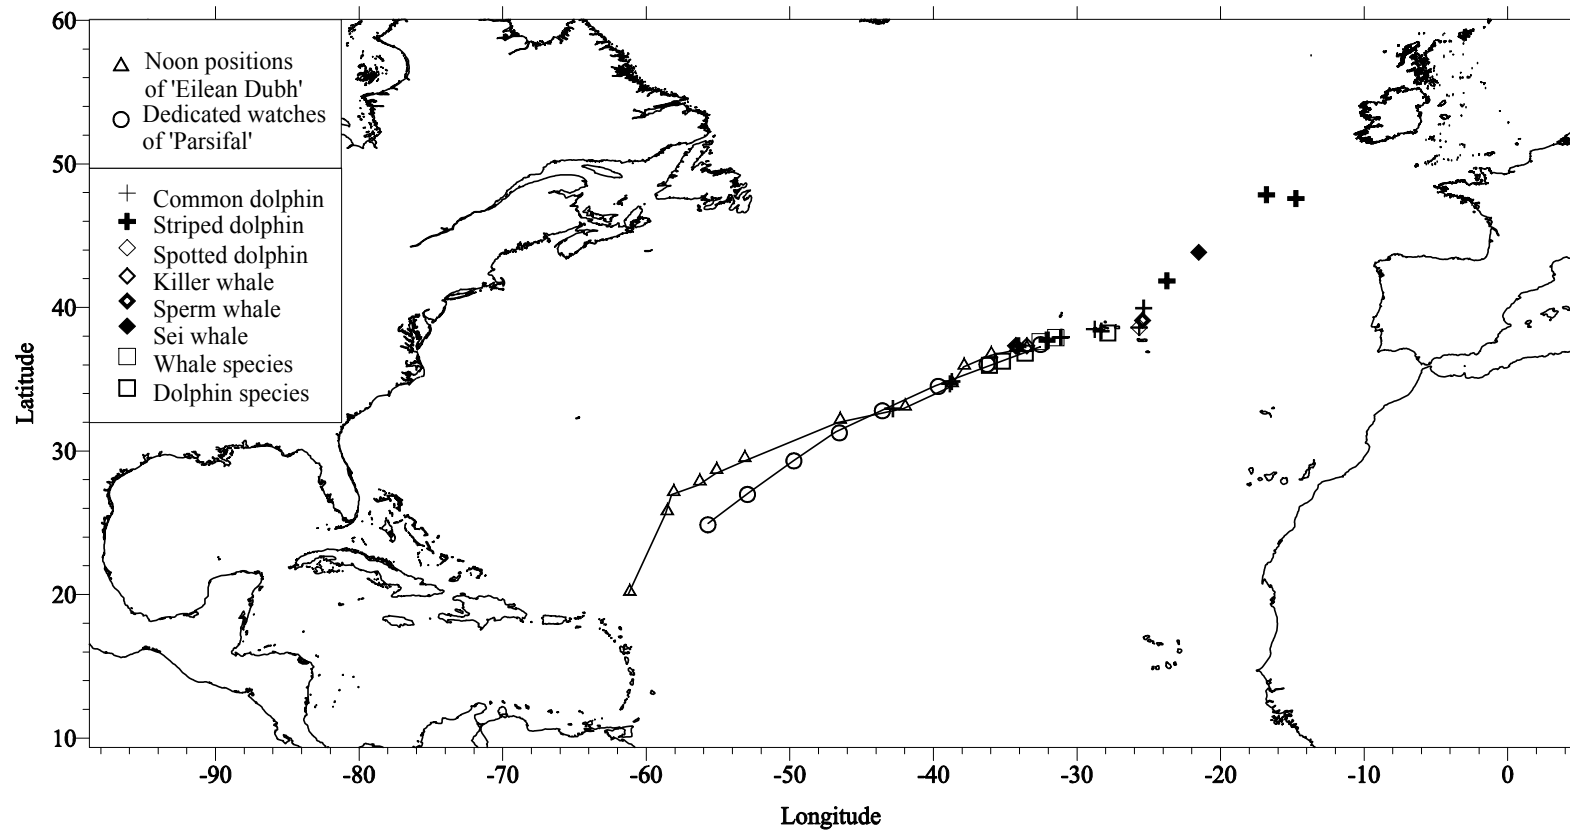 60
50
40
30
20
10
Latitude
Noon positions
of 'Eilean Dubh'
Dedicated watches
of 'Parsifal'
Common dolphin
Striped dolphin
Spotted dolphin
Killer whale
Sperm whale
Sei whale
Whale species
Dolphin species
-90 -80 -70 -60 -50 -40 -30 -20 -10 0
Longitude